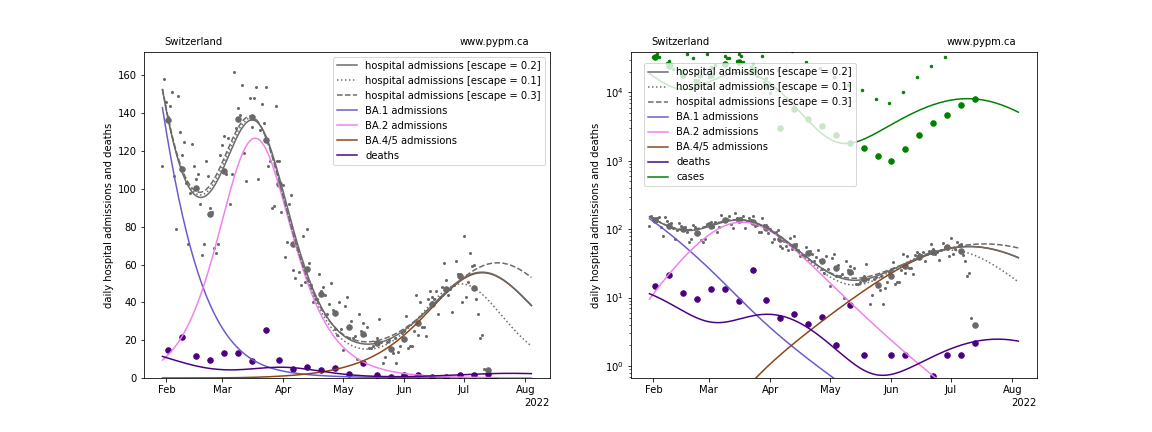 Switzerland www.pypm.ca
daily hospital admissions and deaths
160
140
120
100
80
60
40
20
0
hospital admissions [escape = 0.2]
hospital admissions [escape = 0.1]
hospital admissions [escape = 0.3]
BA.1 admissions
BA.2 admissions
BA.4/5 admissions
deaths
Feb Mar Apr May Jun Jul Aug
2022
Switzerland www.pypm.ca
daily hospital admissions and deaths
10⁴
10³
10²
10¹
10⁰
hospital admissions [escape = 0.2]
hospital admissions [escape = 0.1]
hospital admissions [escape = 0.3]
BA.1 admissions
BA.2 admissions
BA.4/5 admissions
deaths
cases
Feb Mar Apr May Jun Jul Aug
2022